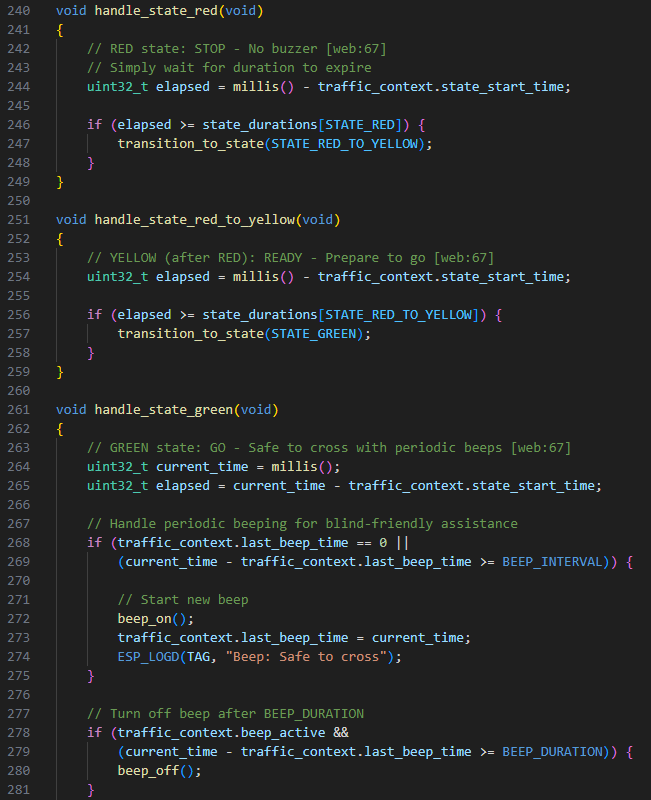 240 void handle_state_red(void)
241 {
242     // RED state: STOP - No buzzer [web:67]
243     // Simply wait for duration to expire
244     uint32_t elapsed = millis() - traffic_context.state_start_time;
245
246     if (elapsed >= state_durations[STATE_RED]) {
247         transition_to_state(STATE_RED_TO_YELLOW);
248     }
249 }
250
251 void handle_state_red_to_yellow(void)
252 {
253     // YELLOW (after RED): READY - Prepare to go [web:67]
254     uint32_t elapsed = millis() - traffic_context.state_start_time;
255
256     if (elapsed >= state_durations[STATE_RED_TO_YELLOW]) {
257         transition_to_state(STATE_GREEN);
258     }
259 }
260
261 void handle_state_green(void)
262 {
263     // GREEN state: GO - Safe to cross with periodic beeps [web:67]
264     uint32_t current_time = millis();
265     uint32_t elapsed = current_time - traffic_context.state_start_time;
266
267     // Handle periodic beeping for blind-friendly assistance
268     if (traffic_context.last_beep_time == 0 ||
269         (current_time - traffic_context.last_beep_time >= BEEP_INTERVAL)) {
270
271         // Start new beep
272         beep_on();
273         traffic_context.last_beep_time = current_time;
274         ESP_LOGD(TAG, "Beep: Safe to cross");
275     }
276
277     // Turn off beep after BEEP_DURATION
278     if (traffic_context.beep_active &&
279         (current_time - traffic_context.last_beep_time >= BEEP_DURATION)) {
280         beep_off();
281     }